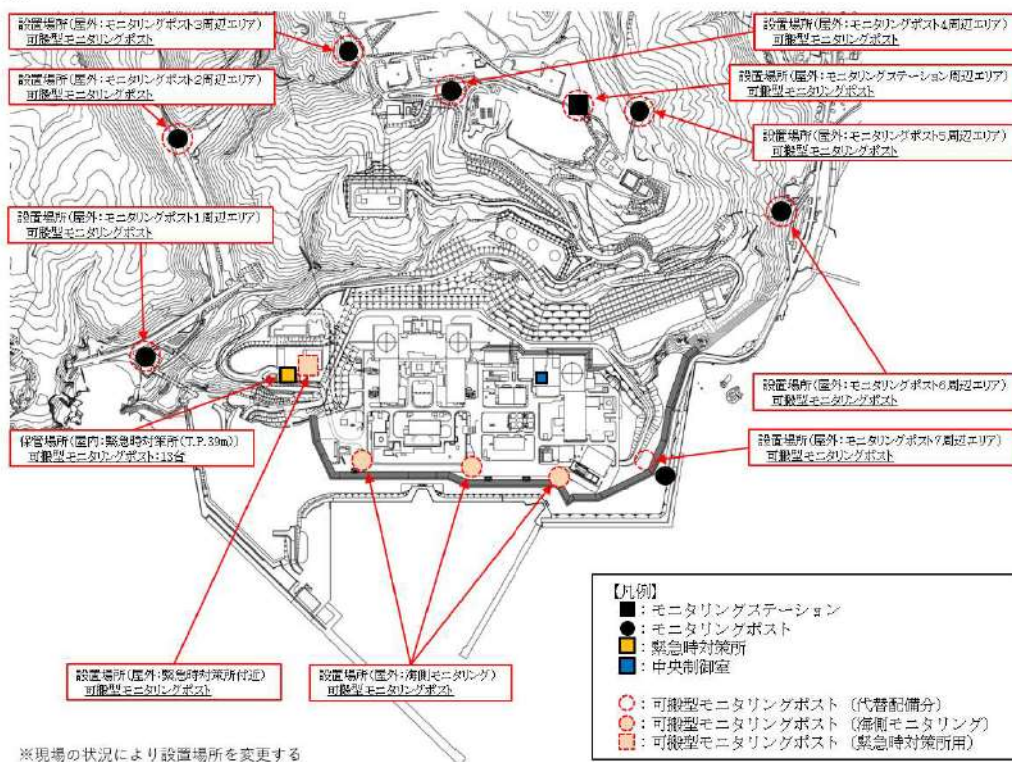 設置場所(屋外:モニタリングポスト3周辺エリア)
可搬型モニタリングポスト
設置場所(屋外:モニタリングポスト4周辺エリア)
可搬型モニタリングポスト
設置場所(屋外:モニタリングポスト2周辺エリア)
可搬型モニタリングポスト
設置場所(屋外:モニタリングステーション周辺エリア)
可搬型モニタリングポスト
設置場所(屋外:モニタリングポスト5周辺エリア)
可搬型モニタリングポスト
設置場所(屋外:モニタリングポスト1周辺エリア)
可搬型モニタリングポスト
設置場所(屋外:モニタリングポスト6周辺エリア)
可搬型モニタリングポスト
保管場所(屋内:緊急時対策所(T.P.39m))
可搬型モニタリングポスト:13台
設置場所(屋外:モニタリングポスト7周辺エリア)
可搬型モニタリングポスト
設置場所(屋外:緊急時対策所付近)
可搬型モニタリングポスト
設置場所(屋外:海側モニタリング)
可搬型モニタリングポスト
【凡例】
:モニタリングステーション
:モニタリングポスト
:緊急時対策所
:中央制御室
:可搬型モニタリングポスト(代替配備分)
:可搬型モニタリングポスト(海側モニタリング)
:可搬型モニタリングポスト(緊急時対策所用)
※現場の状況により設置場所を変更する